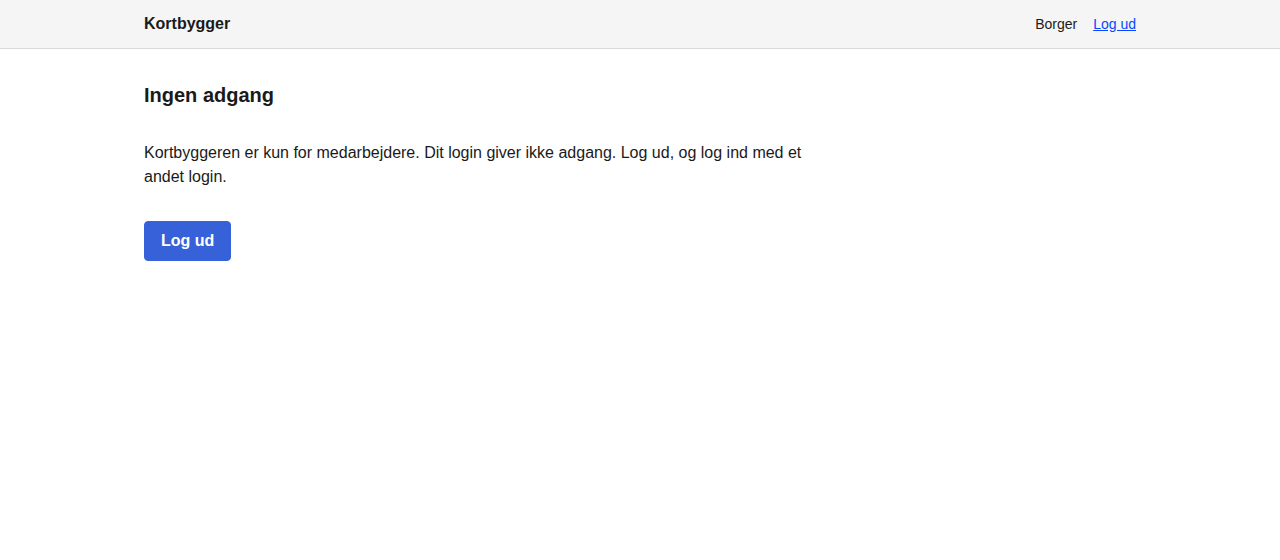 Kortbygger
Borger Log ud
Ingen adgang
Kortbyggeren er kun for medarbejdere. Dit login giver ikke adgang. Log ud, og log ind med et
andet login.
Log ud